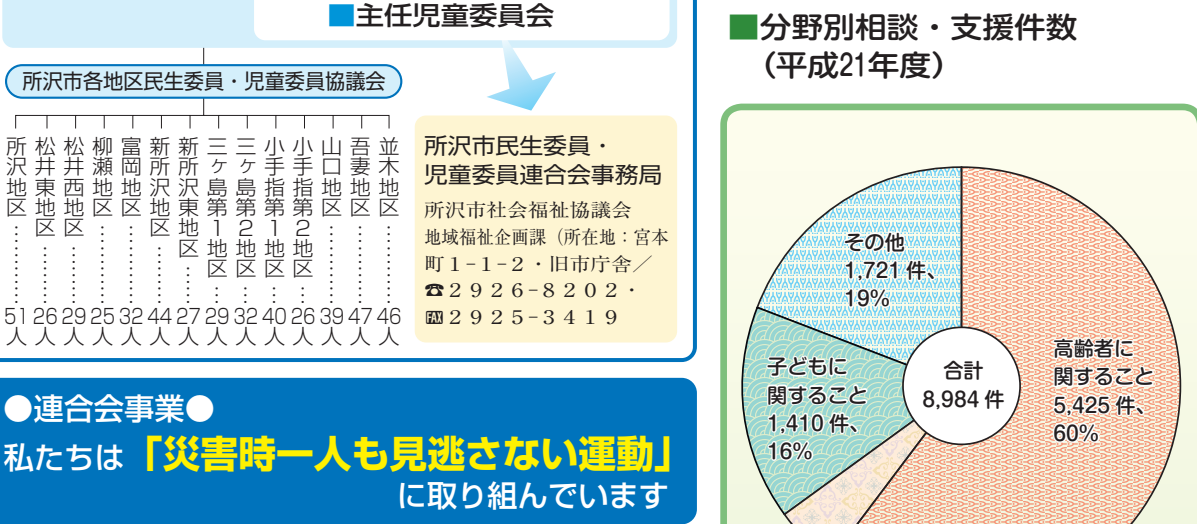 ■主任児童委員会
所沢市各地区民生委員・児童委員協議会
所沢地区…………51人
松井東地区………26人
松井西地区………29人
柳瀬地区…………25人
富岡地区…………32人
新所沢地区………44人
新所沢東地区……27人
三ヶ島第1地区…29人
三ヶ島第2地区…32人
小手指第1地区…40人
小手指第2地区…26人
山口地区…………39人
吾妻地区…………47人
並木地区…………46人
所沢市民生委員・
児童委員連合会事務局
所沢市社会福祉協議会
地域福祉企画課（所在地：宮本
町1-1-2・旧市庁舎／
☎2926-8202・
FAX2925-3419
●連合会事業●
私たちは「災害時一人も見逃さない運動」
に取り組んでいます
■分野別相談・支援件数
（平成21年度）
その他
1,721件、
19%
子どもに
関すること
1,410件、
16%
合計
8,984件
高齢者に
関すること
5,425件、
60%